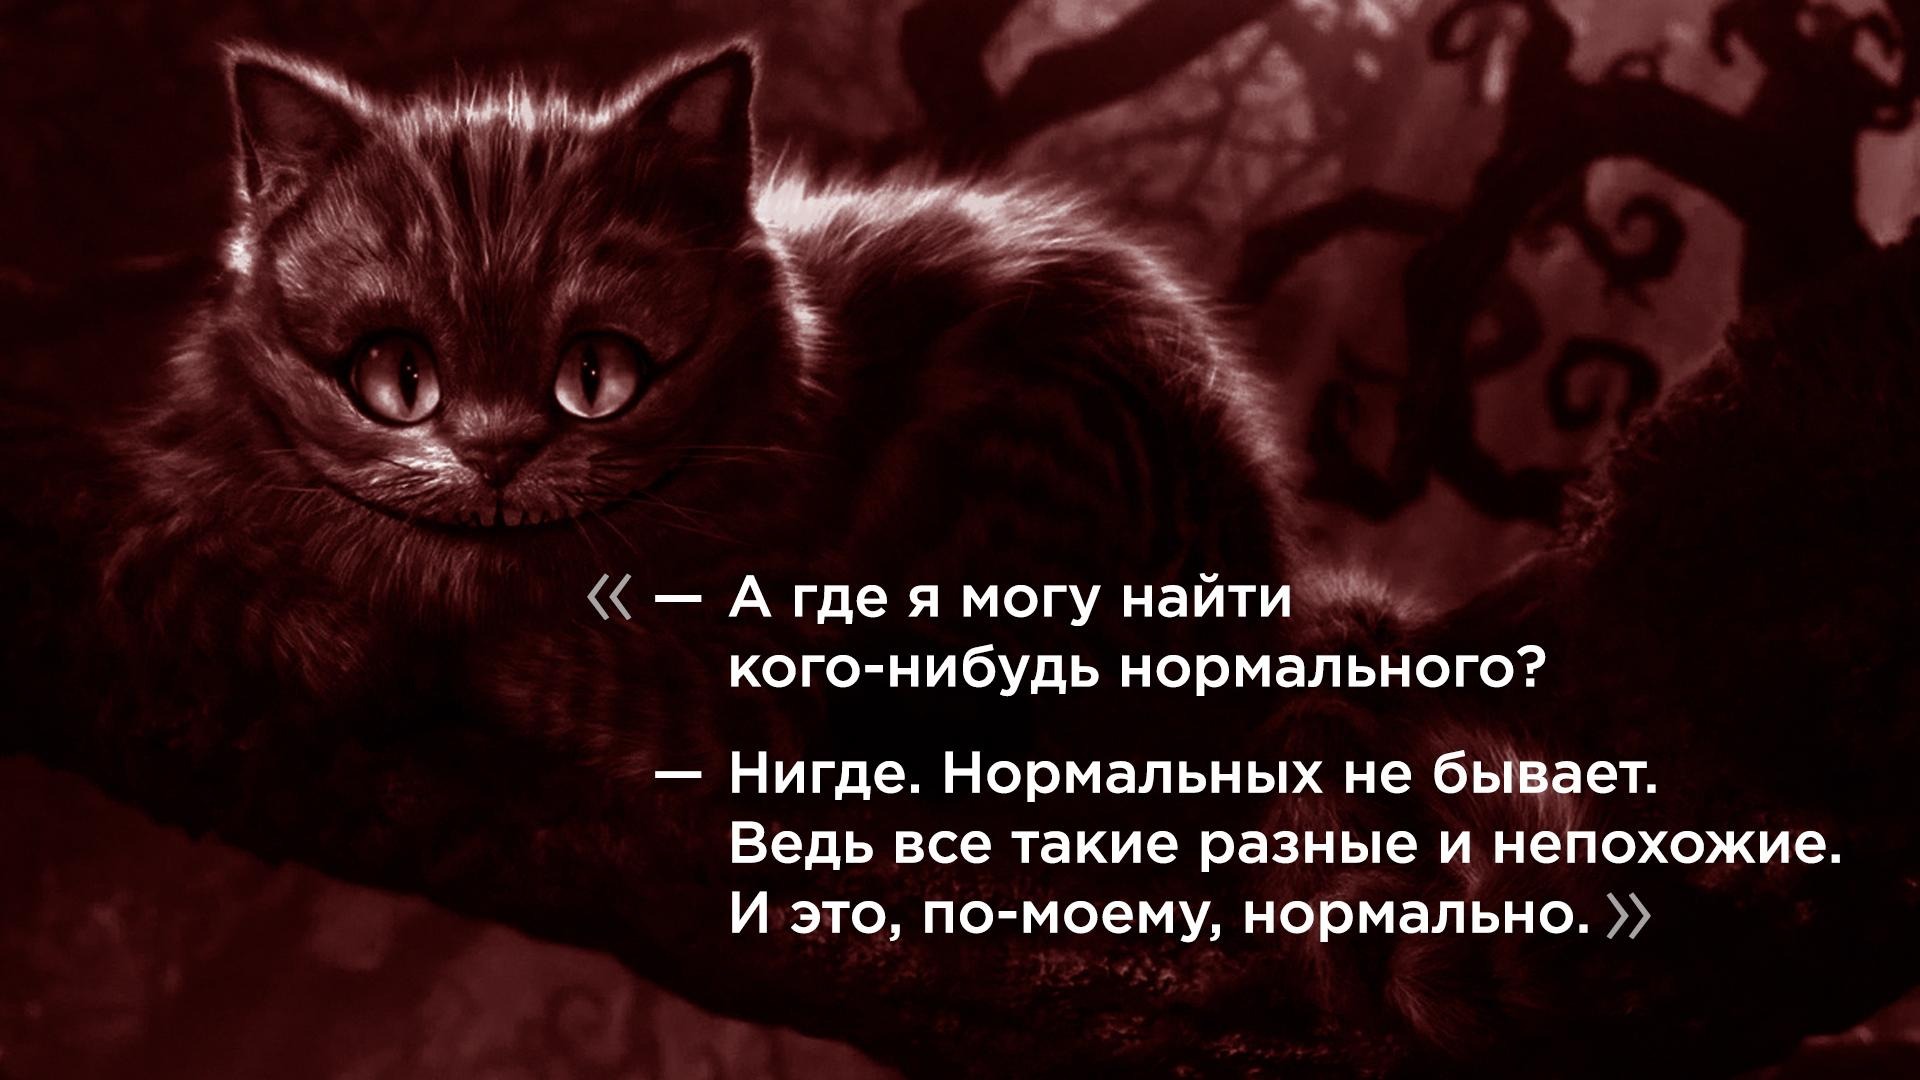 « — А где я могу найти
кого-нибудь нормального?
— Нигде. Нормальных не бывает.
Ведь все такие разные и непохожие.
И это, по-моему, нормально. »